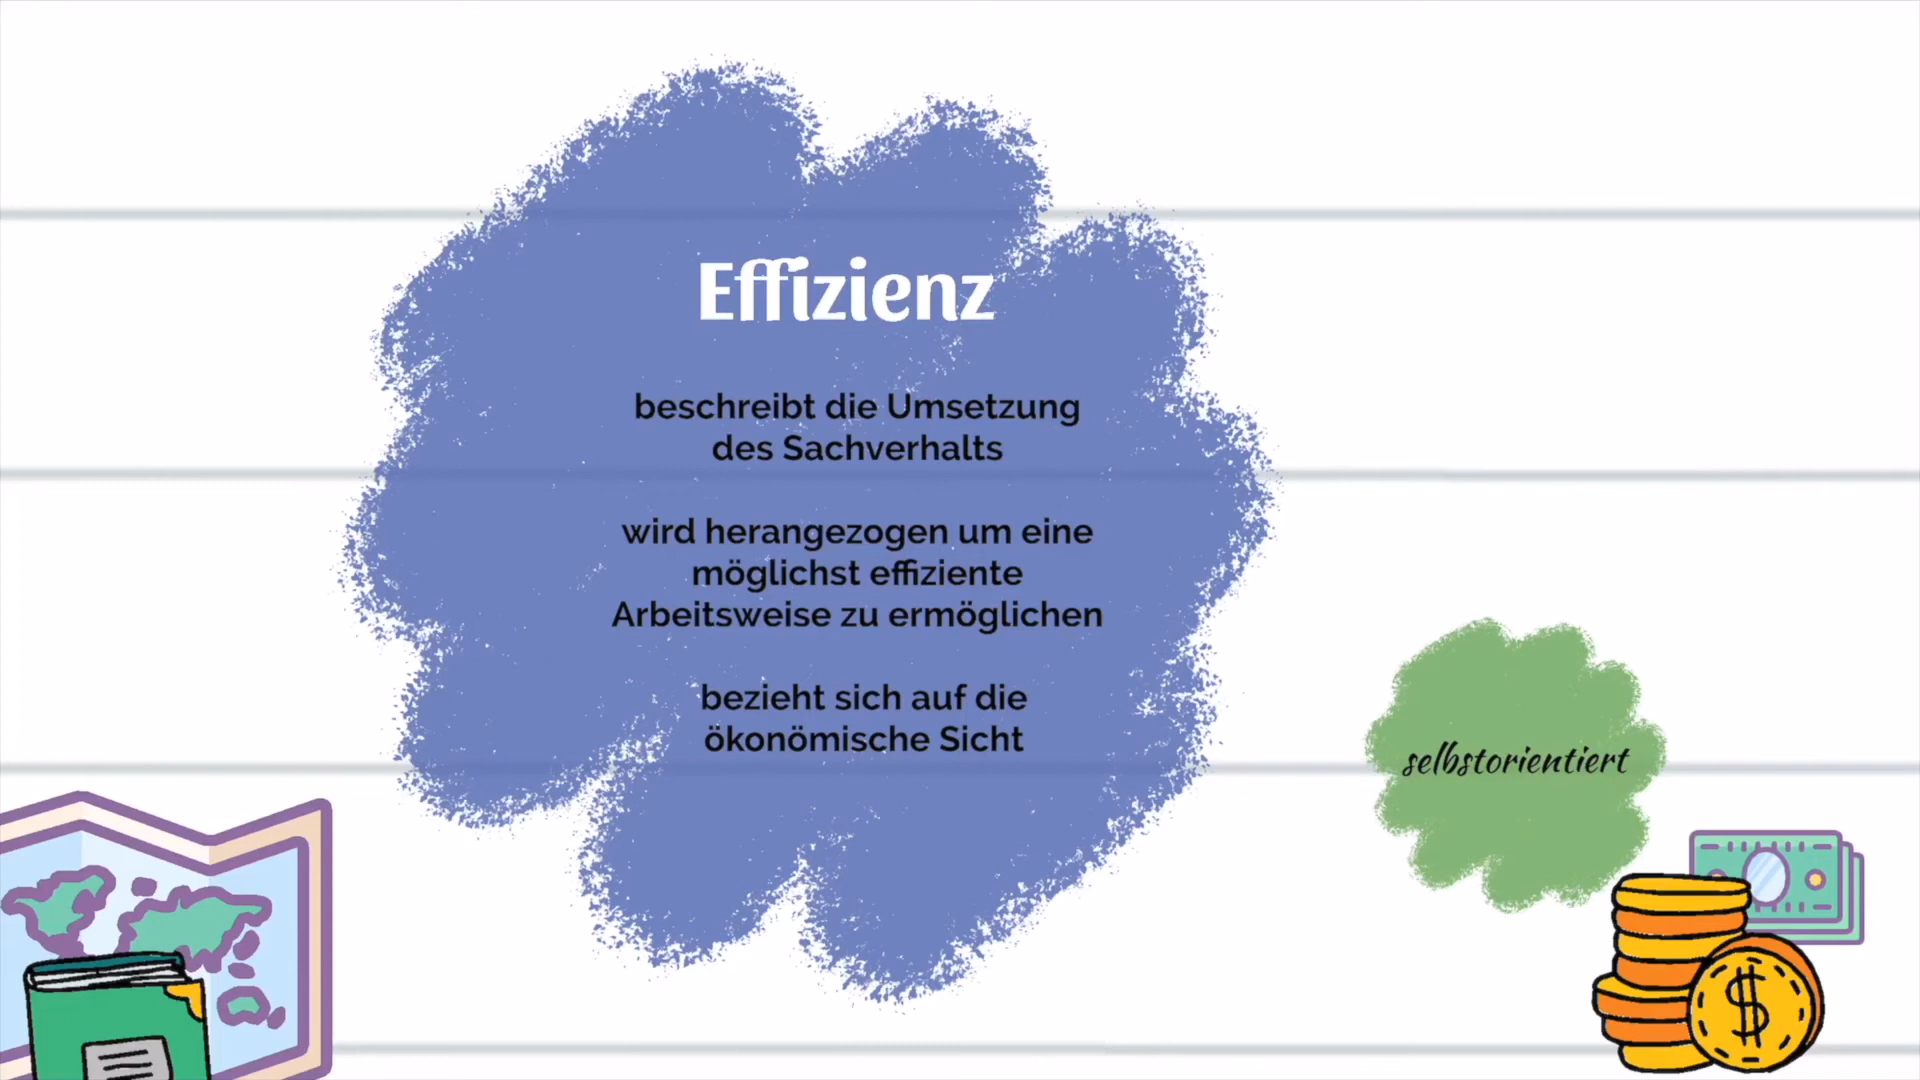 Effizienz
beschreibt die Umsetzung
des Sachverhalts
wird herangezogen um eine
möglichst effiziente
Arbeitsweise zu ermöglichen
bezieht sich auf die
ökonömische Sicht
selbstorientiert
$